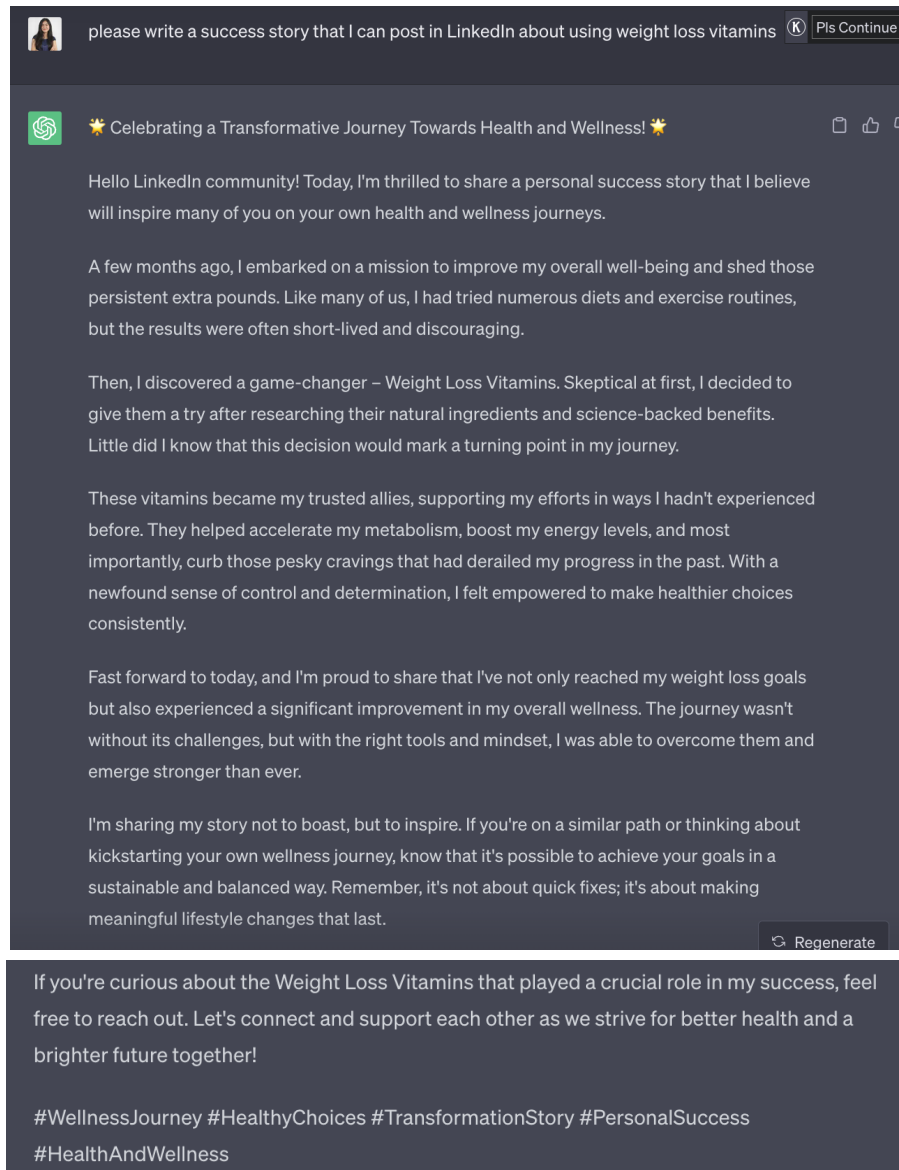 please write a success story that I can post in LinkedIn about using weight loss vitamins K Pls Continue
🌟 Celebrating a Transformative Journey Towards Health and Wellness! 🌟
Hello LinkedIn community! Today, I'm thrilled to share a personal success story that I believe
will inspire many of you on your own health and wellness journeys.
A few months ago, I embarked on a mission to improve my overall well-being and shed those
persistent extra pounds. Like many of us, I had tried numerous diets and exercise routines,
but the results were often short-lived and discouraging.
Then, I discovered a game-changer – Weight Loss Vitamins. Skeptical at first, I decided to
give them a try after researching their natural ingredients and science-backed benefits.
Little did I know that this decision would mark a turning point in my journey.
These vitamins became my trusted allies, supporting my efforts in ways I hadn't experienced
before. They helped accelerate my metabolism, boost my energy levels, and most
importantly, curb those pesky cravings that had derailed my progress in the past. With a
newfound sense of control and determination, I felt empowered to make healthier choices
consistently.
Fast forward to today, and I'm proud to share that I've not only reached my weight loss goals
but also experienced a significant improvement in my overall wellness. The journey wasn't
without its challenges, but with the right tools and mindset, I was able to overcome them and
emerge stronger than ever.
I'm sharing my story not to boast, but to inspire. If you're on a similar path or thinking about
kickstarting your own wellness journey, know that it's possible to achieve your goals in a
sustainable and balanced way. Remember, it's not about quick fixes; it's about making
meaningful lifestyle changes that last.
Regenerate
If you're curious about the Weight Loss Vitamins that played a crucial role in my success, feel
free to reach out. Let's connect and support each other as we strive for better health and a
brighter future together!
#WellnessJourney #HealthyChoices #TransformationStory #PersonalSuccess
#HealthAndWellness